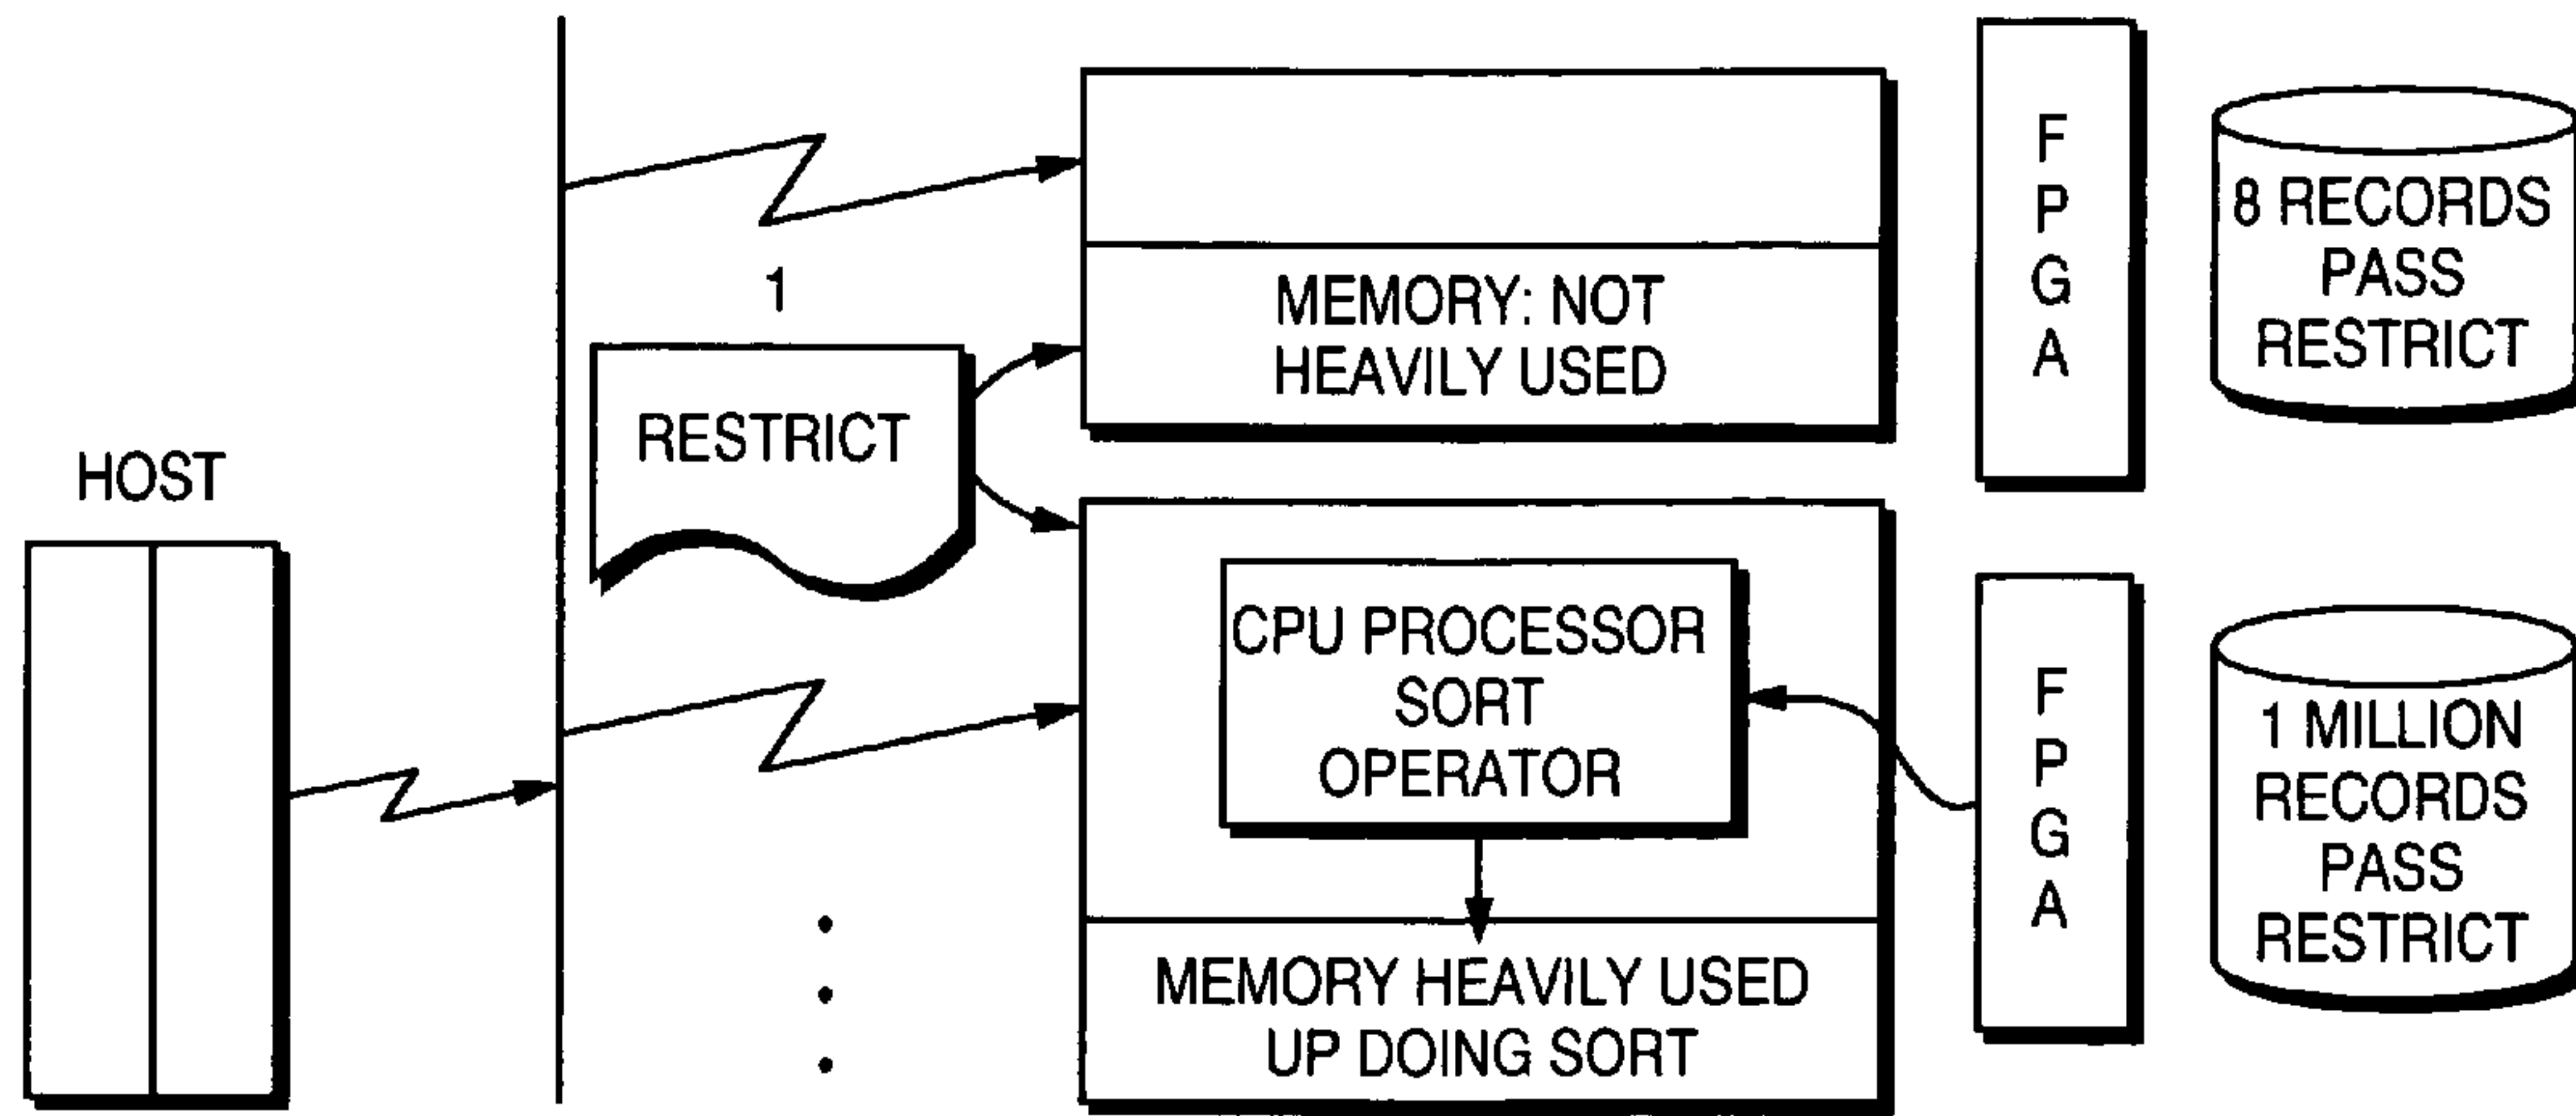 HOST
1
RESTRICT
MEMORY: NOT
HEAVILY USED
F
P
G
A
8 RECORDS
PASS
RESTRICT
CPU PROCESSOR
SORT
OPERATOR
MEMORY HEAVILY USED
UP DOING SORT
F
P
G
A
1 MILLION
RECORDS
PASS
RESTRICT